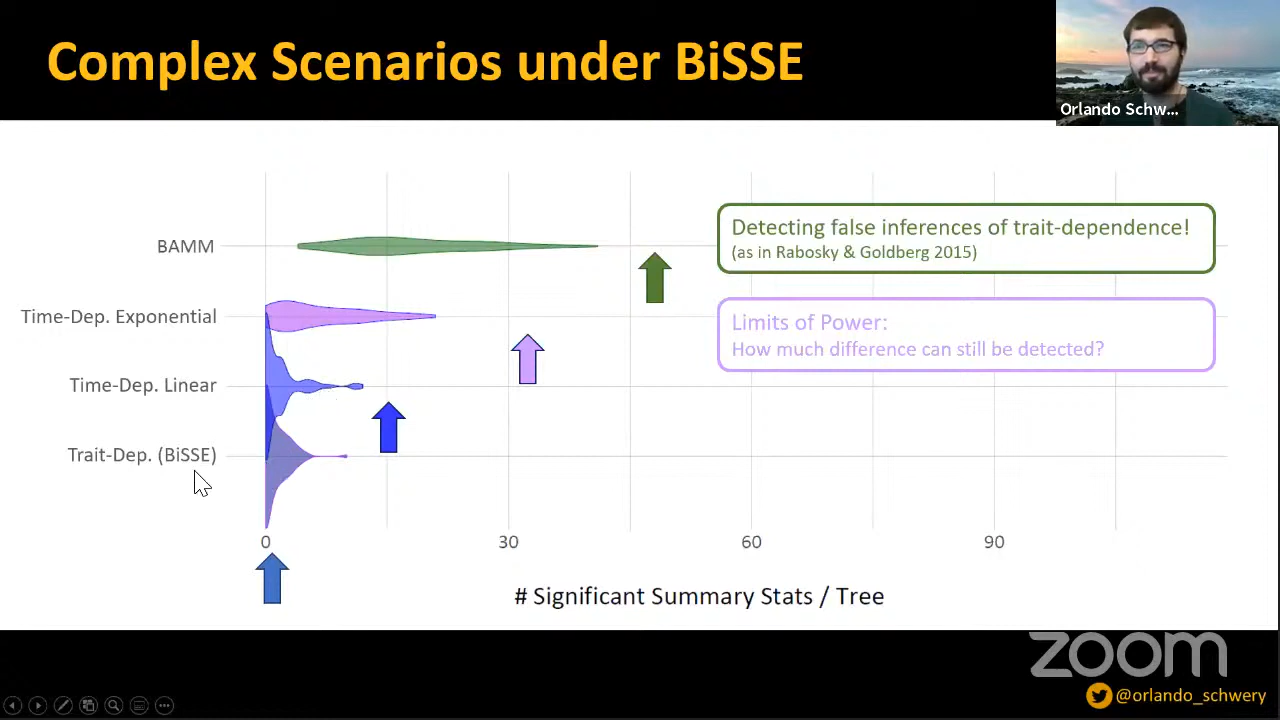 Complex Scenarios under BiSSE
Orlando Schw...
BAMM
Time-Dep. Exponential
Time-Dep. Linear
Trait-Dep. (BiSSE)
Detecting false inferences of trait-dependence!
(as in Rabosky & Goldberg 2015)
Limits of Power:
How much difference can still be detected?
0 30 60 90
# Significant Summary Stats / Tree
zoom
@orlando_schwery